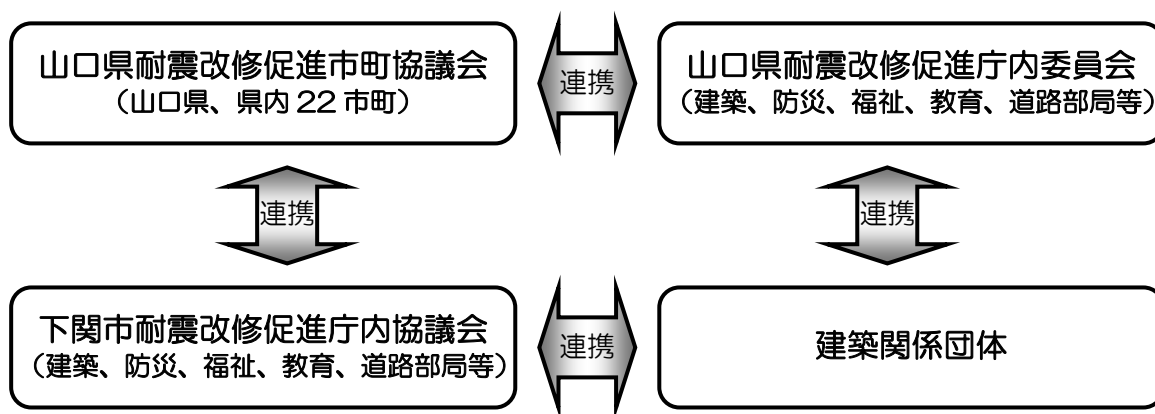 山口県耐震改修促進市町協議会
（山口県、県内 22 市町）
連携
山口県耐震改修促進庁内委員会
（建築、防災、福祉、教育、道路部局等）
連携
連携
下関市耐震改修促進庁内協議会
（建築、防災、福祉、教育、道路部局等）
連携
建築関係団体